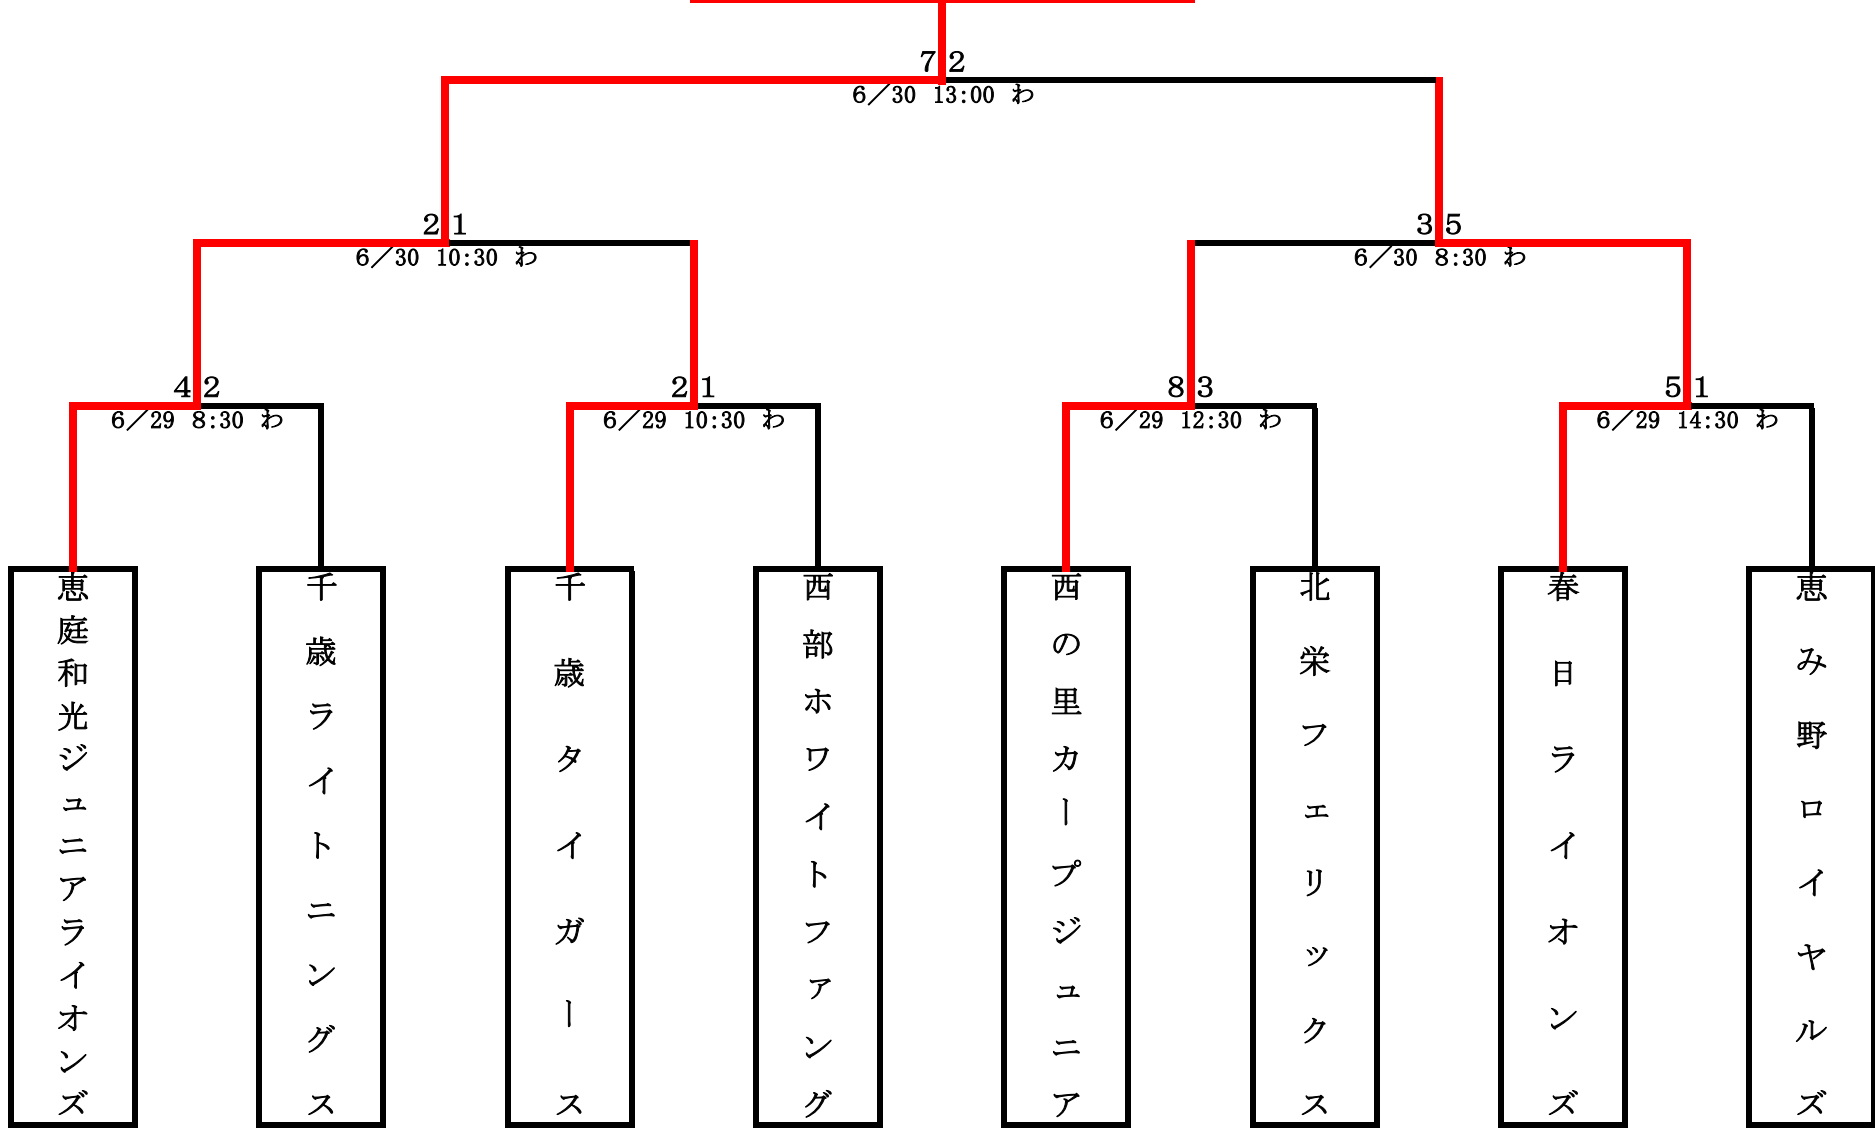 7 2
6／30 13:00 わ
2 1
6／30 10:30 わ
3 5
6／30 8:30 わ
4 2
6／29 8:30 わ
2 1
6／29 10:30 わ
8 3
6／29 12:30 わ
5 1
6／29 14:30 わ
恵庭和光ジュニアライオンズ
千歳ライトニングス
千歳タイガース
西部ホワイトファング
西の里カープジュニア
北栄フェリックス
春日ライオンズ
恵み野ロイヤルズ